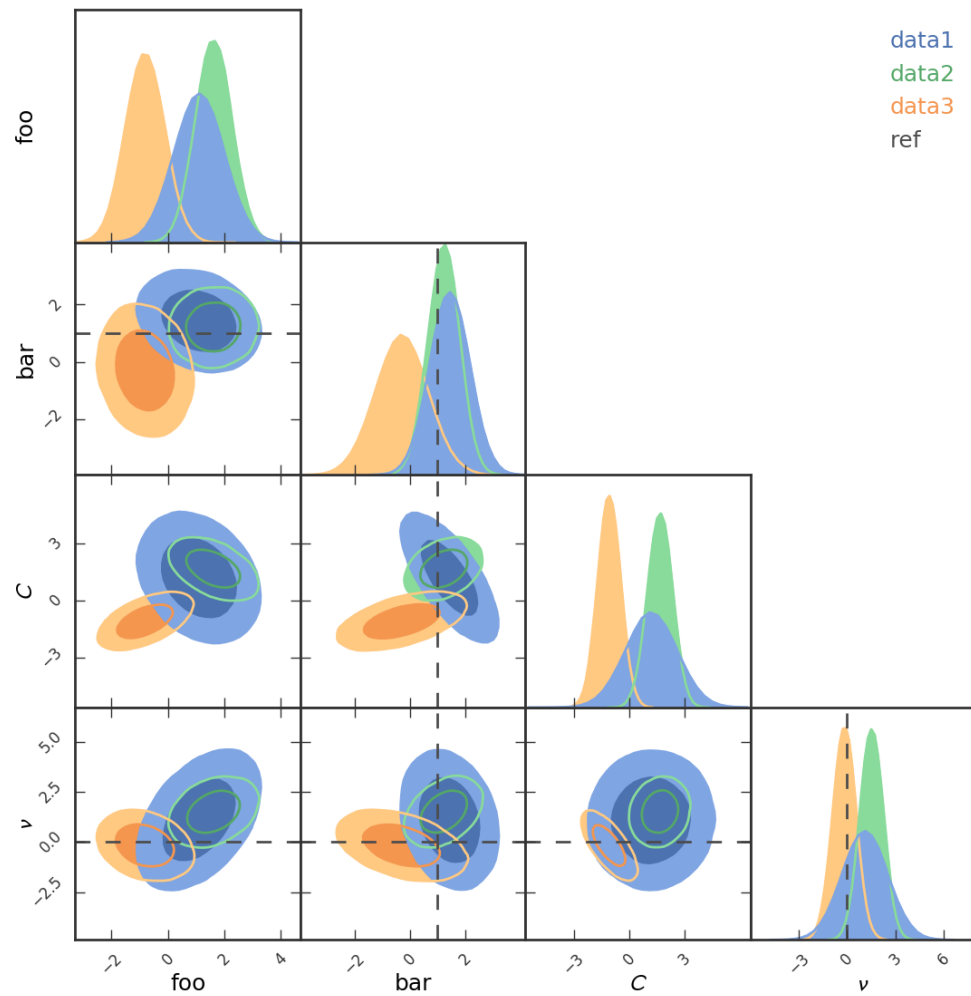 data1
data2
data3
ref
foo
bar
2
0
−2
C
3
0
−3
ν
5.0
2.5
0.0
−2.5
−2 0 2 4
−2 0 2
−3 0 3
−3 0 3 6
foo bar C ν